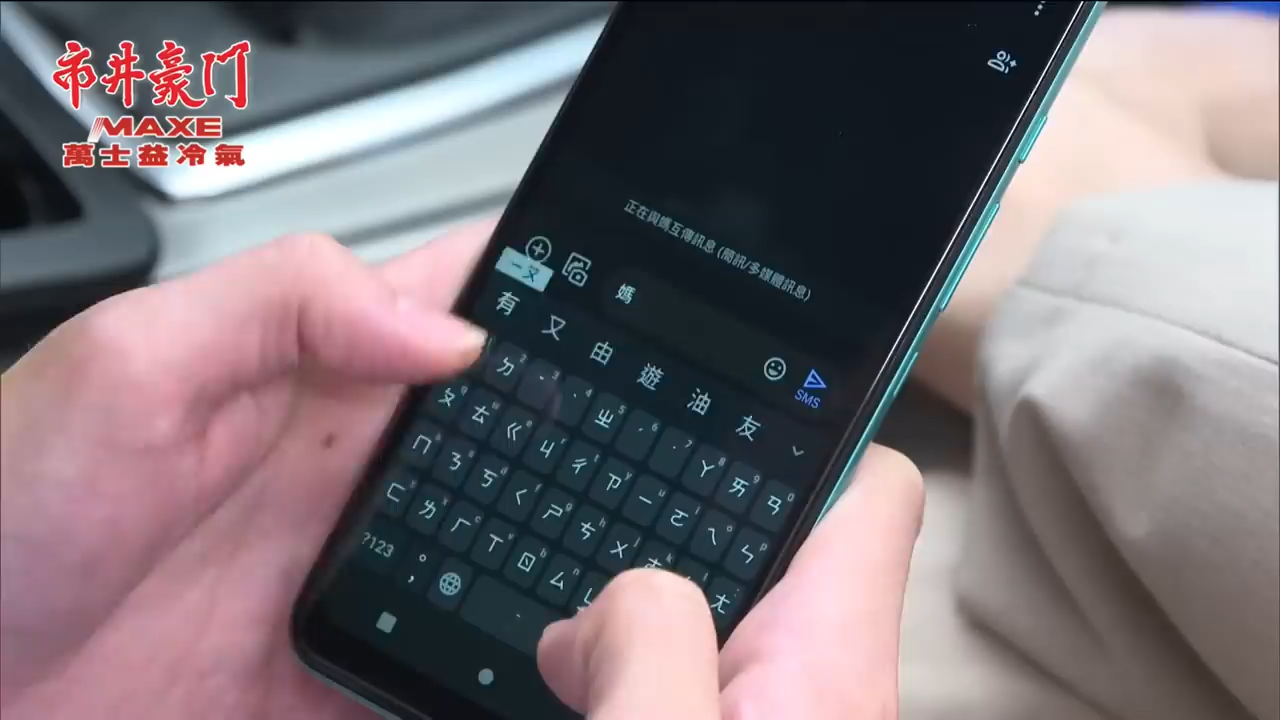 市井豪門
MAXE
萬士益冷氣
正在與媽互傳訊息 (簡訊/多媒體訊息)
ㄧㄡ
媽
SMS
有 又 由 遊 油 友
ㄉ ˇ ˋ ㄓ ˊ ˙ ㄚ ㄞ ㄢ
ㄆ ㄊ ㄍ ㄐ ㄔ ㄗ ㄧ ㄛ ㄟ ㄣ
ㄇ ㄋ ㄎ ㄑ ㄕ ㄘ ㄨ ㄜ ㄤ
ㄈ ㄌ ㄏ ㄒ ㄖ ㄙ ㄩ
?123